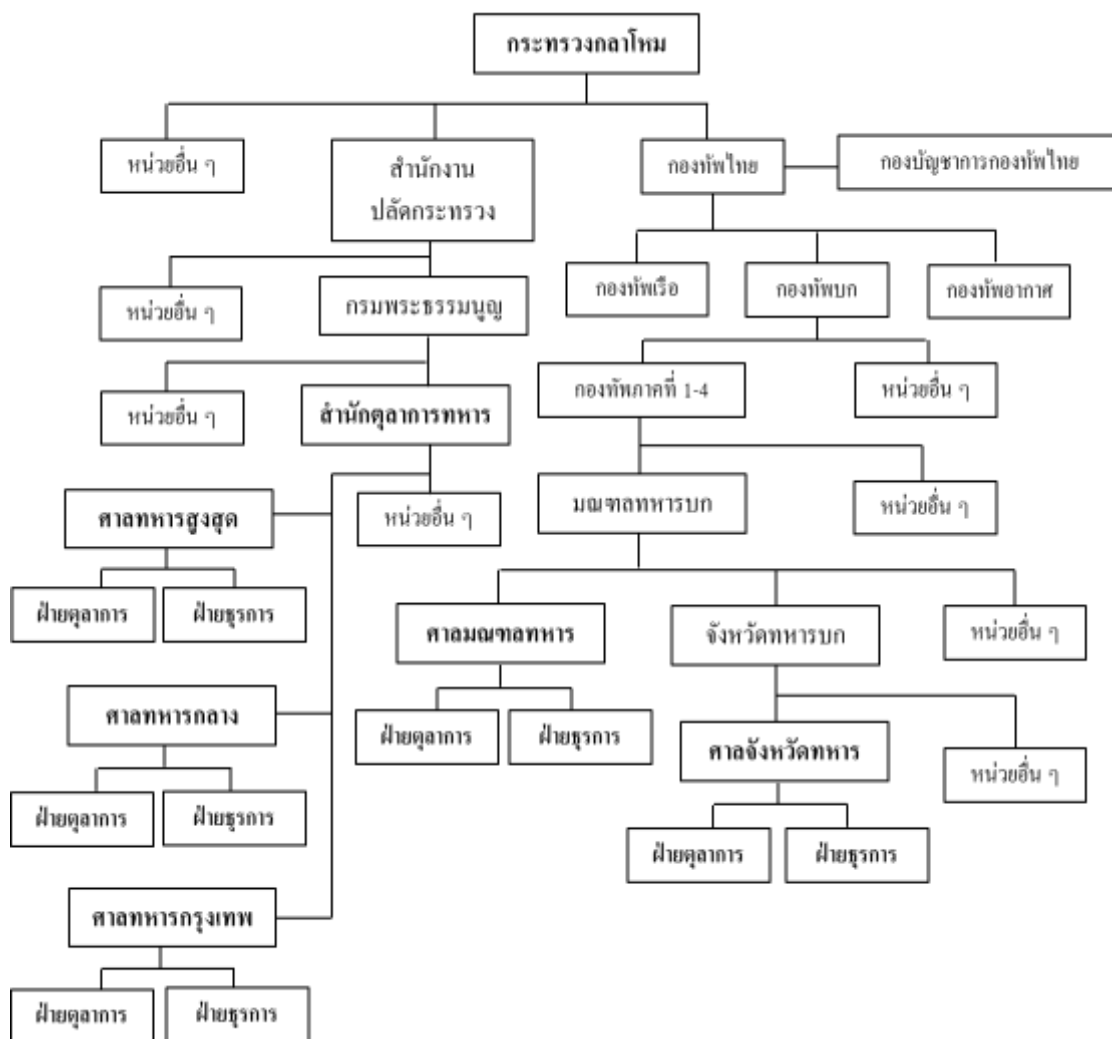 กระทรวงกลาโหม
หน่วยอื่น ๆ
สำนักงาน
ปลัดกระทรวง
กองทัพไทย
กองบัญชาการกองทัพไทย
หน่วยอื่น ๆ
กรมพระธรรมนูญ
กองทัพเรือ
กองทัพบก
กองทัพอากาศ
หน่วยอื่น ๆ
สำนักตุลาการทหาร
กองทัพภาคที่ 1-4
หน่วยอื่น ๆ
ศาลทหารสูงสุด
หน่วยอื่น ๆ
มณฑลทหารบก
หน่วยอื่น ๆ
ฝ่ายตุลาการ
ฝ่ายธุรการ
ศาลมณฑลทหาร
จังหวัดทหารบก
หน่วยอื่น ๆ
ศาลทหารกลาง
ฝ่ายตุลาการ
ฝ่ายธุรการ
ศาลจังหวัดทหาร
หน่วยอื่น ๆ
ฝ่ายตุลาการ
ฝ่ายธุรการ
ฝ่ายตุลาการ
ฝ่ายธุรการ
ศาลทหารกรุงเทพ
ฝ่ายตุลาการ
ฝ่ายธุรการ